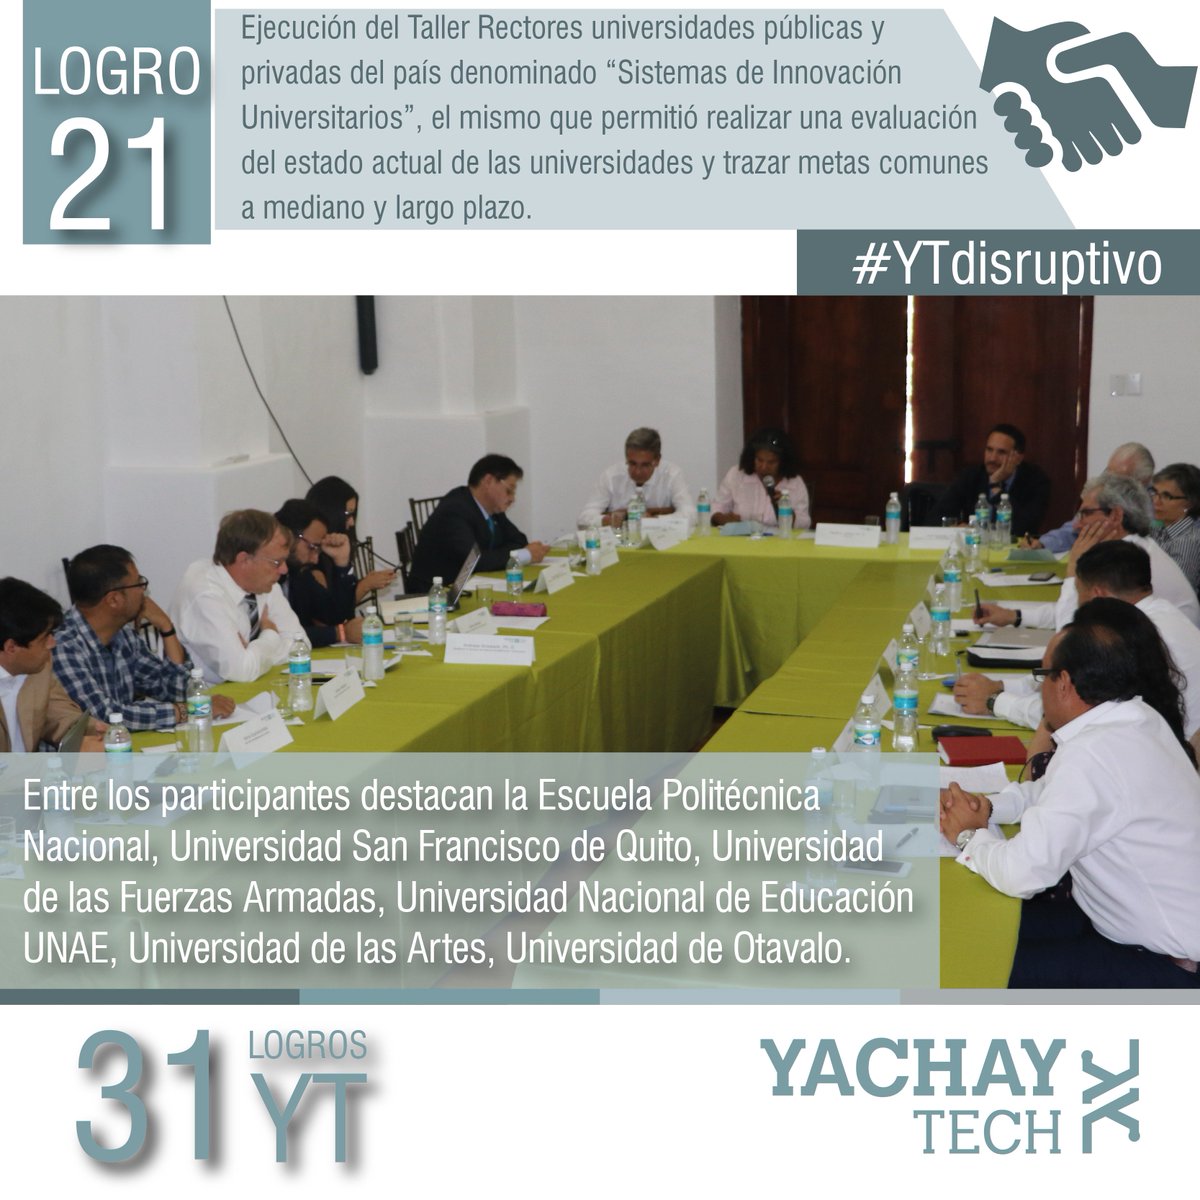 LOGRO
21
Ejecución del Taller Rectores universidades públicas y
privadas del país denominado “Sistemas de Innovación
Universitarios”, el mismo que permitió realizar una evaluación
del estado actual de las universidades y trazar metas comunes
a mediano y largo plazo.
#YTdisruptivo
Entre los participantes destacan la Escuela Politécnica
Nacional, Universidad San Francisco de Quito, Universidad
de las Fuerzas Armadas, Universidad Nacional de Educación
UNAE, Universidad de las Artes, Universidad de Otavalo.
31 LOGROS
YT
YACHAY
TECH